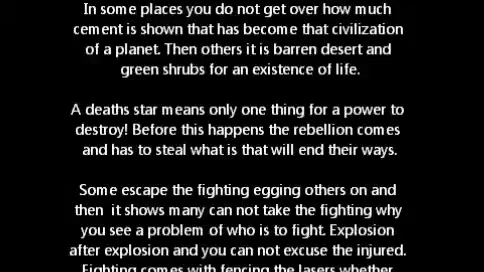 In some places you do not get over how much
cement is shown that has become that civilization
of a planet. Then others it is barren desert and
green shrubs for an existence of life.
A deaths star means only one thing for a power to
destroy! Before this happens the rebellion comes
and has to steal what is that will end their ways.
Some escape the fighting egging others on and
then it shows many can not take the fighting why
you see a problem of who is to fight. Explosion
after explosion and you can not excuse the injured.
Fighting comes with fencing the lasers whether